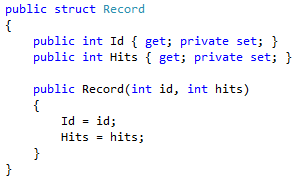 public struct Record
{
    public int Id { get; private set; }
    public int Hits { get; private set; }

    public Record(int id, int hits)
    {
        Id = id;
        Hits = hits;
    }
}